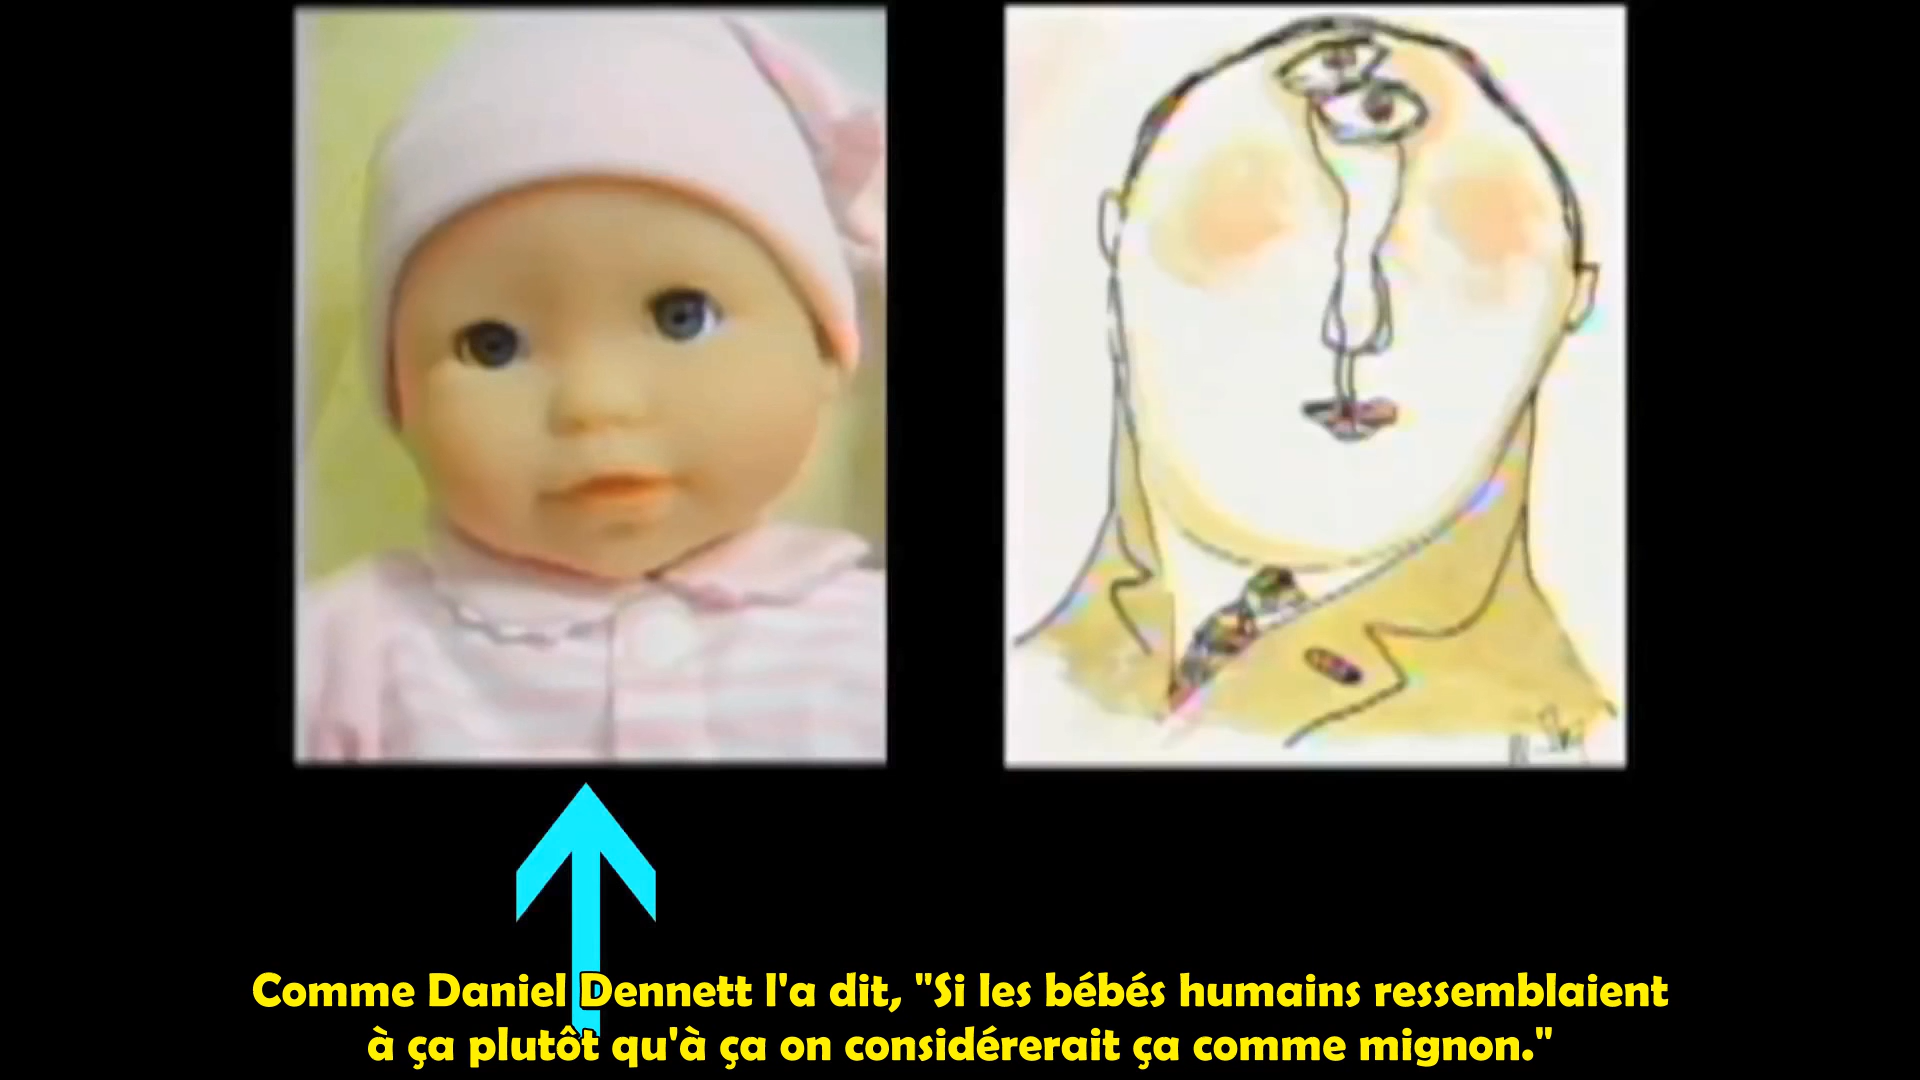 Comme Daniel Dennett l'a dit, "Si les bébés humains ressemblaient
à ça plutôt qu'à ça on considérerait ça comme mignon."